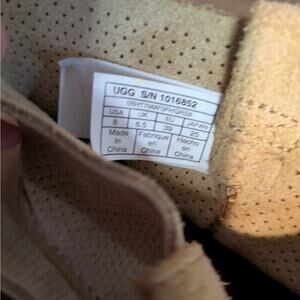 UGG S/N 1016852
USA UK EU JAPAN
8 6.5 39 25
Made Fabriqué Hecho
in en en
China China China